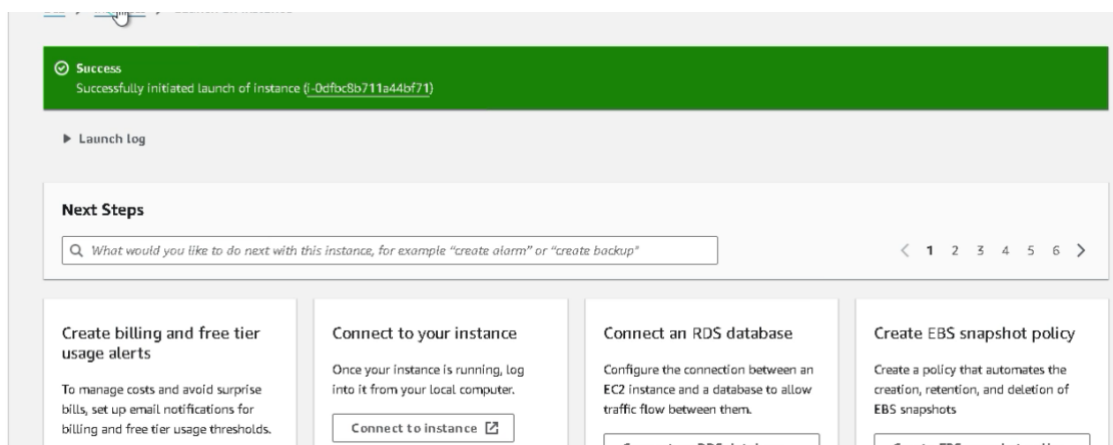 Success
Successfully initiated launch of instance (i-0dfbc8b711a44bf71)
Launch log
Next Steps
What would you like to do next with this instance, for example "create alarm" or "create backup"
1 2 3 4 5 6
Create billing and free tier
usage alerts
To manage costs and avoid surprise
bills, set up email notifications for
billing and free tier usage thresholds.
Connect to your instance
Once your instance is running, log
into it from your local computer.
Connect to instance
Connect an RDS database
Configure the connection between an
EC2 instance and a database to allow
traffic flow between them.
Create EBS snapshot policy
Create a policy that automates the
creation, retention, and deletion of
EBS snapshots